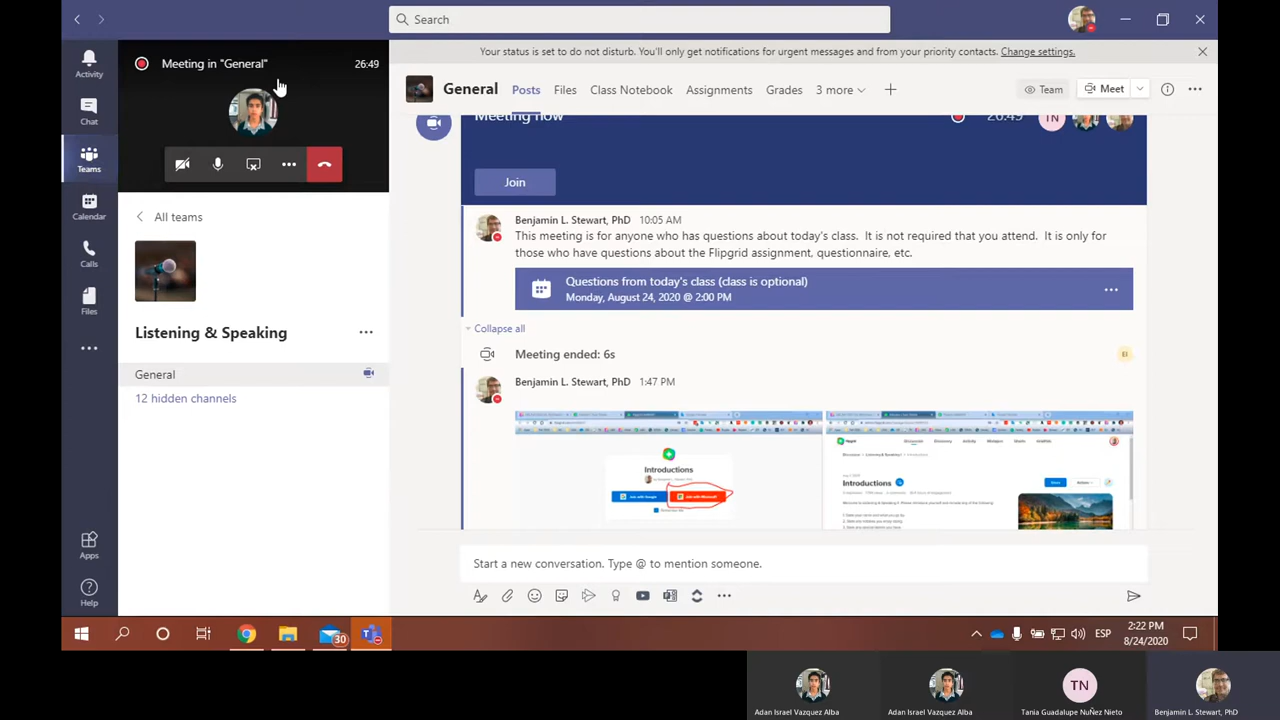 Search
Your status is set to do not disturb. You'll only get notifications for urgent messages and from your priority contacts. Change settings.
Activity
Chat
Teams
Calendar
Calls
Files
Apps
Help
Meeting in "General"
26:49
All teams
Listening & Speaking
General
12 hidden channels
General
Posts
Files
Class Notebook
Assignments
Grades
3 more
Team
Meet
Meeting now
26:49
TN
Join
Benjamin L. Stewart, PhD 10:05 AM
This meeting is for anyone who has questions about today's class. It is not required that you attend. It is only for
those who have questions about the Flipgrid assignment, questionnaire, etc.
Questions from today's class (class is optional)
Monday, August 24, 2020 @ 2:00 PM
Collapse all
Meeting ended: 6s
Benjamin L. Stewart, PhD 1:47 PM
Introductions
Join with Google
Join with Microsoft
Introductions
Start a new conversation. Type @ to mention someone.
30
ESP
2:22 PM
8/24/2020
TN
Adan Israel Vazquez Alba
Adan Israel Vazquez Alba
Tania Guadalupe Nuñez Nieto
Benjamin L. Stewart, PhD